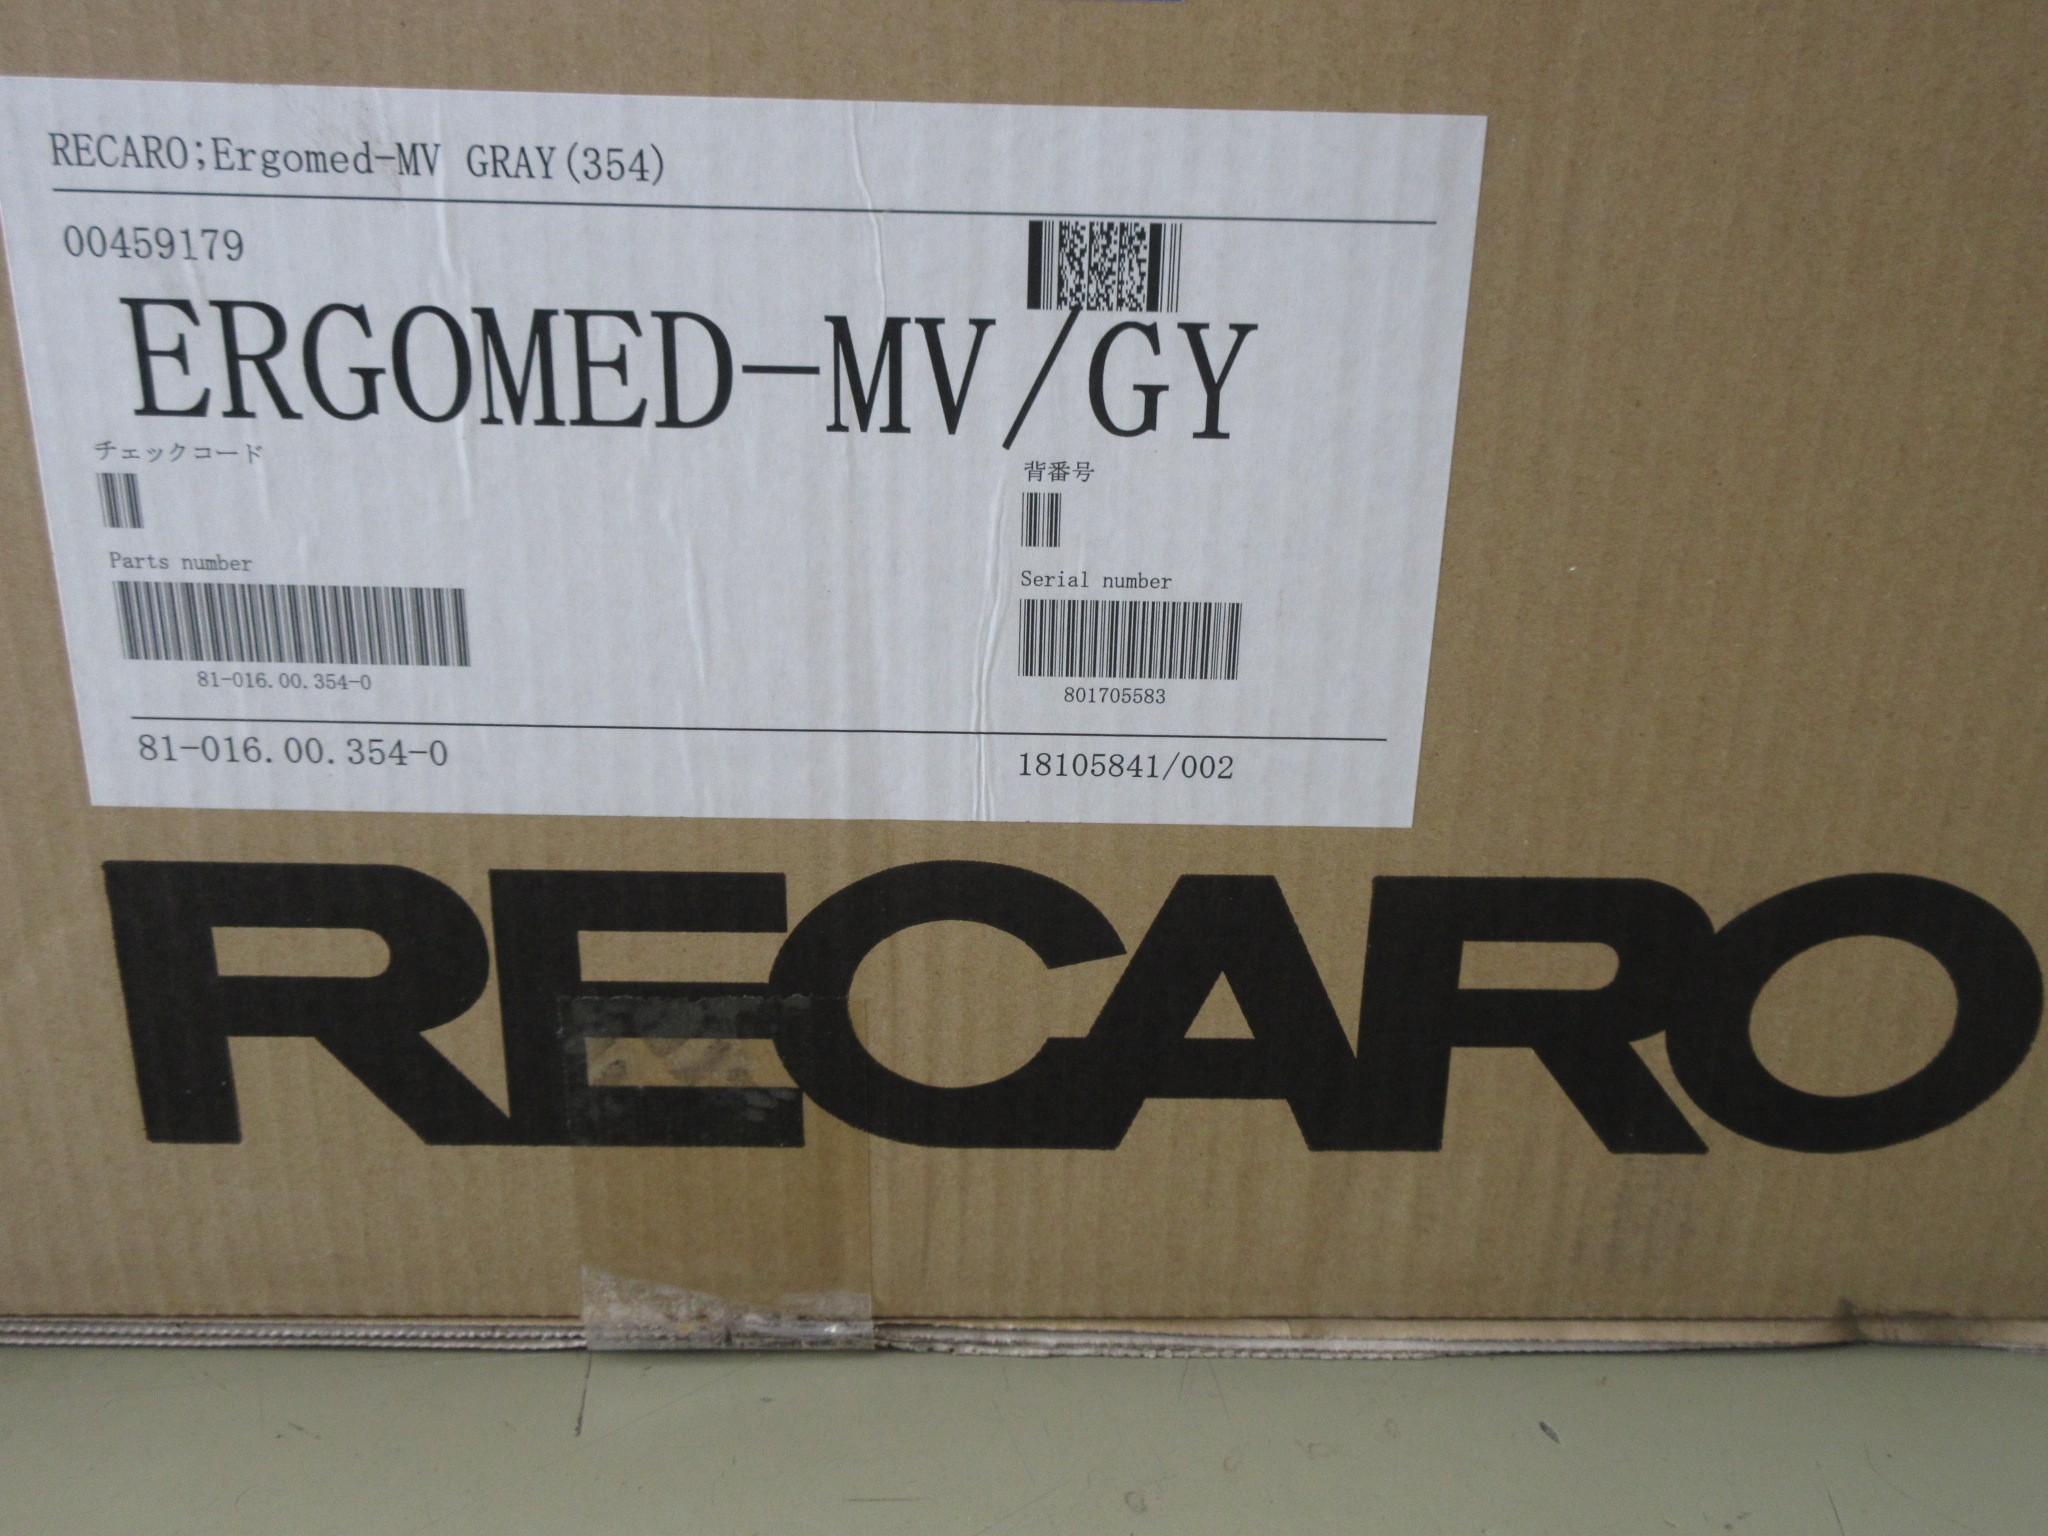 RECARO;Ergomed-MV GRAY(354)
00459179
ERGOMED-MV/GY
チェックコード
背番号
Parts number
Serial number
81-016.00.354-0
801705583
81-016.00.354-0
18105841/002
RECARO